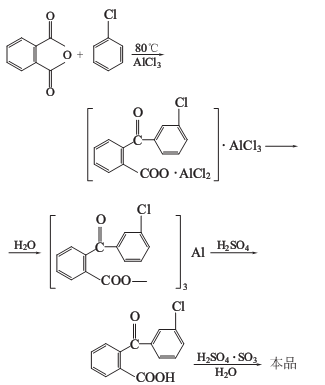 O Cl
O + 80℃
AlCl₃
O
Cl
O
C
COO · AlCl₂ · AlCl₃
H₂O
Cl
O
C
COO— 3 Al H₂SO₄
Cl
O
C
COOH H₂SO₄ · SO₃
H₂O 本品